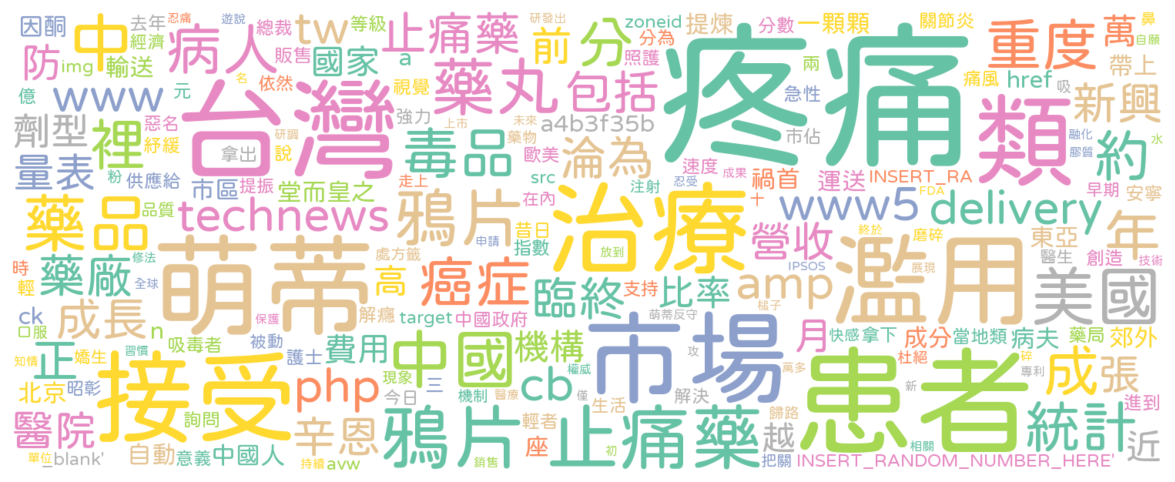 因酮 中 去年 忍痛 遊說 總裁 等級 止痛藥 研發出 zoneid 提煉 分數 一顆顆 關節炎 萬 鼻
防 經濟 病人 tw 分 分為 重度 自願
img 輸送 販售 國家 a 前 照護 兩 帶上
億 www 元 依然 視覺 藥丸 包括 疼痛 急性 痛風 href 吸 新興
劑型 裡 惡名 台灣 強力 未來 上市 a4b3f35b 市佔 類 融化 約
紓緩 拿出 研調 說 名 毒品 藥物 歐美 淪為 速度 成果 禍首 INSERT_RA 膠質 水
量表 粉 供應給 市區 提振 堂而皇之 走上 src 注射 忍受 十 運送 FDA 早期 安寧
藥品 品質 technews 鴉片 在內 昔日 治療 www5 delivery 年
藥廠 修法 全球 萌蒂 處方籤 申請 指數 放到 營收 終於 磨碎 東亞 醫生 創造 技術
時 輕 高 癌症 臨終 支持 比率 amp IPSOS 濫用 展現 美國
ck 口服 成長 n 保護 解癮 target 中國政府 槌子 萌蒂反守 月 快感 拿下 成分 當地類 病夫 藥局 郊外
知情 正 嬌生 吸毒者 習慣 被動 護士 費用 中國 機構 權威 市場 攻 萬多 杜絕 碎 專利 成 張
北京 昭彰 接受 php 現象 今日 三 機制 醫療 cb 僅 生活 解決 患者 新 進到
醫院 詢問 辛恩 鴉片止痛藥 輕者 座 歸路 越 相關 統計 近
單位 _blank' 自動 意義 中國人 持續 avw 銷售 初 把關 INSERT_RANDOM_NUMBER_HERE'